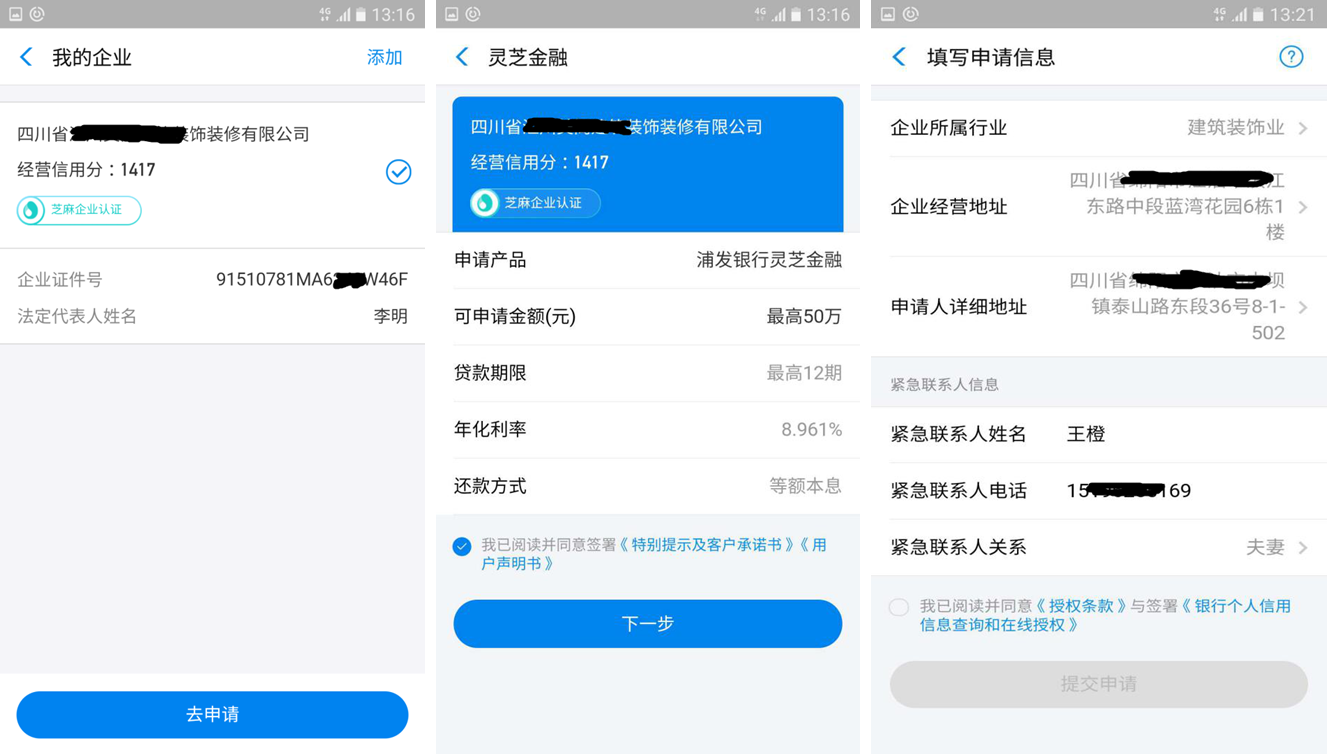 4G 13:16
我的企业 添加
四川省 装饰装修有限公司
经营信用分：1417
芝麻企业认证
企业证件号 91510781MA6 W46F
法定代表人姓名 李明
去申请
4G 13:16
灵芝金融
四川省 装饰装修有限公司
经营信用分：1417
芝麻企业认证
申请产品 浦发银行灵芝金融
可申请金额(元) 最高50万
贷款期限 最高12期
年化利率 8.961%
还款方式 等额本息
我已阅读并同意签署《特别提示及客户承诺书》《用
户声明书》
下一步
4G 13:21
填写申请信息 ?
企业所属行业 建筑装饰业
四川省 江
企业经营地址 东路中段蓝湾花园6栋1
楼
四川省 坝
申请人详细地址 镇泰山路东段36号8-1-
502
紧急联系人信息
紧急联系人姓名 王橙
紧急联系人电话 15 169
紧急联系人关系 夫妻
我已阅读并同意《授权条款》与签署《银行个人信用
信息查询和在线授权》
提交申请